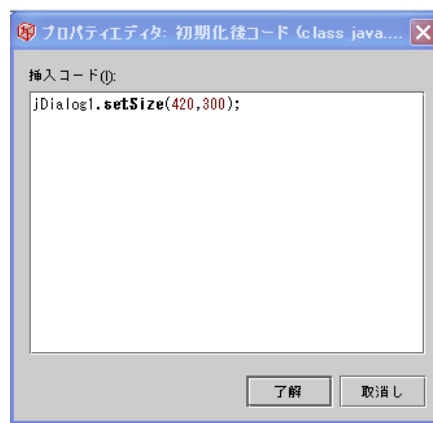 プロパティエディタ: 初期化後コード (class java....
挿入コード(I):
jDialog1.setSize(420,300);
了解
取消し